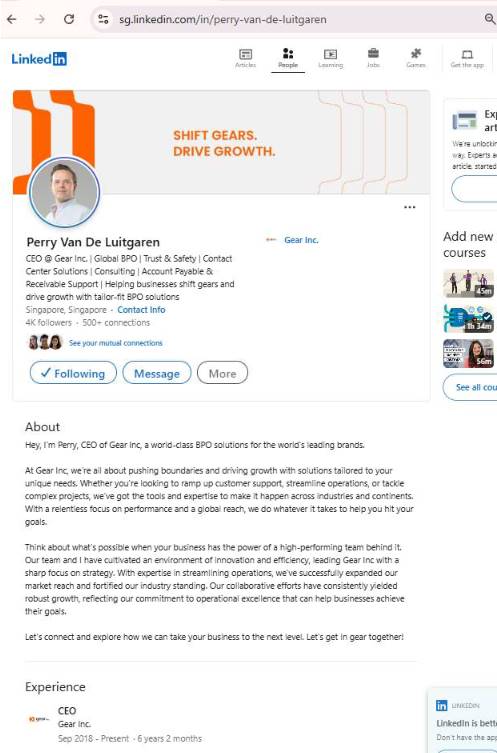 sg.linkedin.com/in/perry-van-de-luitgaren
Linked in
Articles
People
Learning
Jobs
Games
Get the app
SHIFT GEARS.
DRIVE GROWTH.
Exp
art
We're unlockin
way. Experts a
article, started
Perry Van De Luitgaren
Gear Inc.
CEO @ Gear Inc. | Global BPO | Trust & Safety | Contact
Center Solutions | Consulting | Account Payable &
Receivable Support | Helping businesses shift gears and
drive growth with tailor-fit BPO solutions
Singapore, Singapore · Contact Info
4K followers · 500+ connections
See your mutual connections
✓ Following
Message
More
Add new
courses
45m
1h 34m
56m
See all cou
About
Hey, I'm Perry, CEO of Gear Inc, a world-class BPO solutions for the world's leading brands.
At Gear Inc, we're all about pushing boundaries and driving growth with solutions tailored to your
unique needs. Whether you're looking to ramp up customer support, streamline operations, or tackle
complex projects, we've got the tools and expertise to make it happen across industries and continents.
With a relentless focus on performance and a global reach, we do whatever it takes to help you hit your
goals.
Think about what's possible when your business has the power of a high-performing team behind it.
Our team and I have cultivated an environment of innovation and efficiency, leading Gear Inc with a
sharp focus on strategy. With expertise in streamlining operations, we've successfully expanded our
market reach and fortified our industry standing. Our collaborative efforts have consistently yielded
robust growth, reflecting our commitment to operational excellence that can help businesses achieve
their goals.
Let's connect and explore how we can take your business to the next level. Let's get in gear together!
Experience
CEO
Gear Inc.
Sep 2018 - Present · 6 years 2 months
in LINKEDIN
LinkedIn is bett
Don't have the app